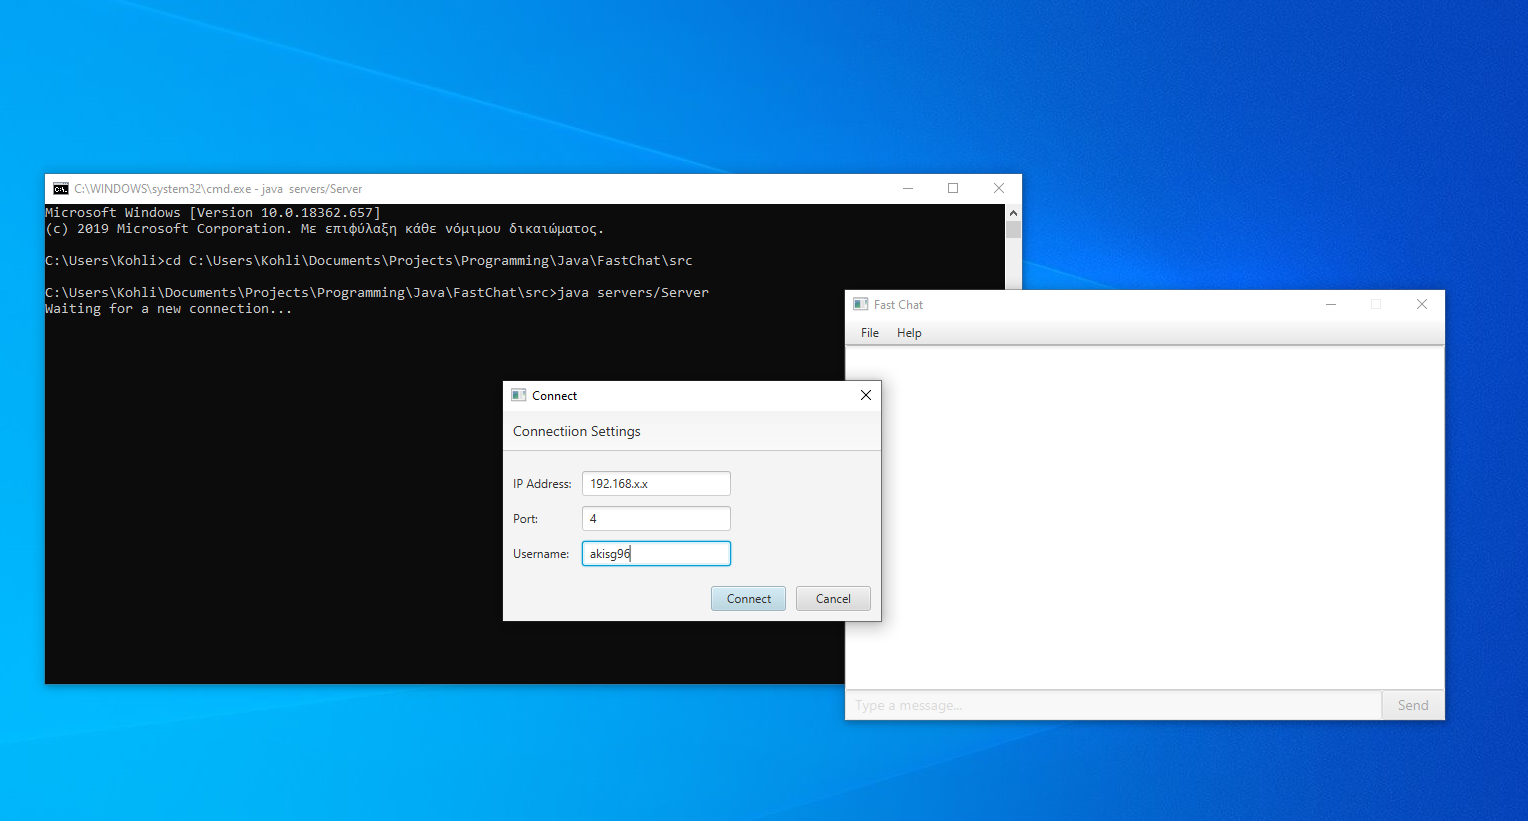 C:\WINDOWS\system32\cmd.exe - java  servers/Server
Microsoft Windows [Version 10.0.18362.657]
(c) 2019 Microsoft Corporation. Με επιφύλαξη κάθε νόμιμου δικαιώματος.
C:\Users\Kohli>cd C:\Users\Kohli\Documents\Projects\Programming\Java\FastChat\src
C:\Users\Kohli\Documents\Projects\Programming\Java\FastChat\src>java servers/Server
Waiting for a new connection...
Fast Chat
File Help
Connect
Connectiion Settings
IP Address: 192.168.x.x
Port: 4
Username: akisg96
Connect Cancel
Type a message... Send